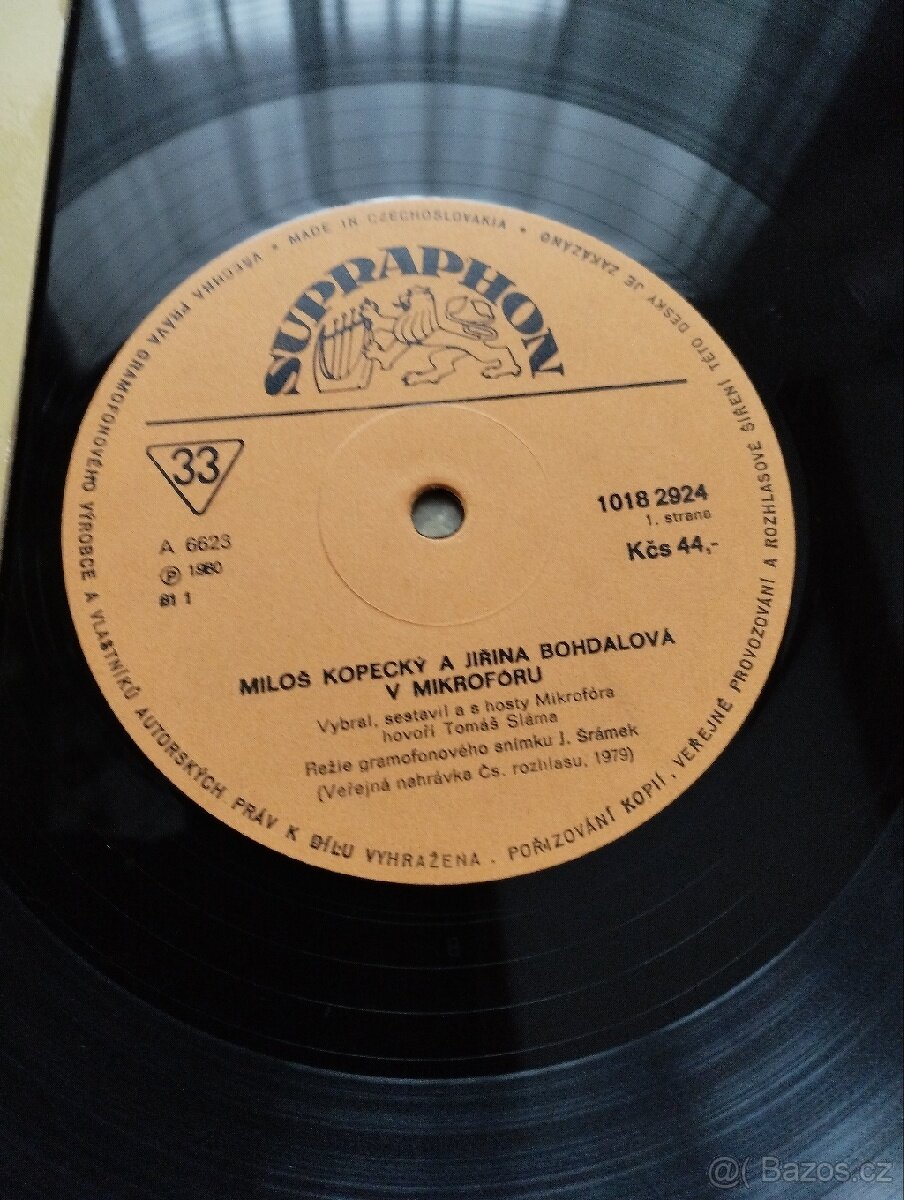 VŠECHNA PRÁVA GRAMOFONOVÉHO VÝROBCE A VLASTNÍKŮ AUTORSKÝCH PRÁV K DÍLU VYHRAŽENA . POŘIZOVÁNÍ KOPIÍ, VEŘEJNÉ PROVOZOVÁNÍ A ROZHLASOVÉ ŠÍŘENÍ TÉTO DESKY JE ZAKÁZÁNO
• MADE IN CZECHOSLOVAKIA •
SUPRAPHON
33
1018 2924
1. strana
Kčs 44,-
A 6623
Ⓟ 1980
81 1
MILOŠ KOPECKÝ A JIŘINA BOHDALOVÁ
V MIKROFÓRU
Vybral, sestavil a s hosty Mikrofóra
hovoří Tomáš Sláma
Režie gramofonového snímku J. Šrámek
(Veřejná nahrávka Čs. rozhlasu, 1979)
@( Bazos.cz